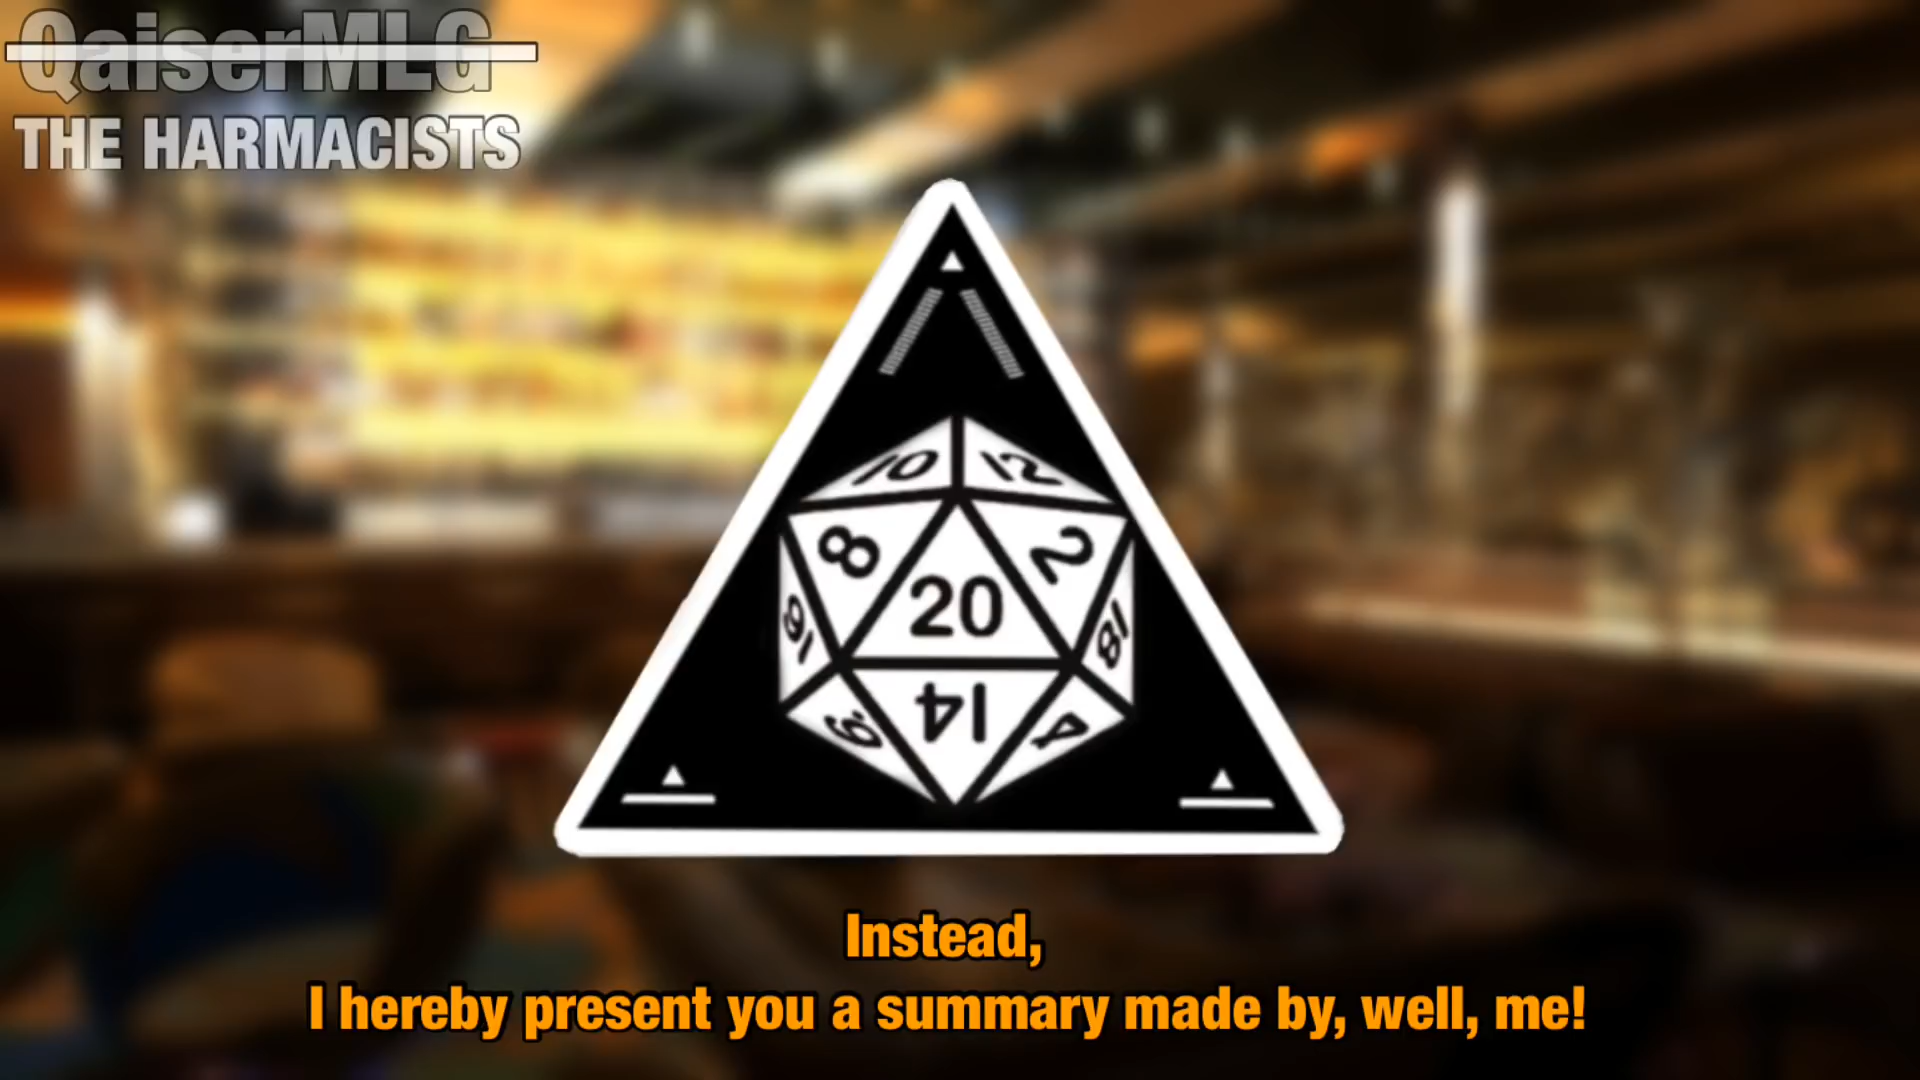 QaiserMLG
THE HARMACISTS
10
12
8
2
20
16
18
14
6
4
Instead,
I hereby present you a summary made by, well, me!